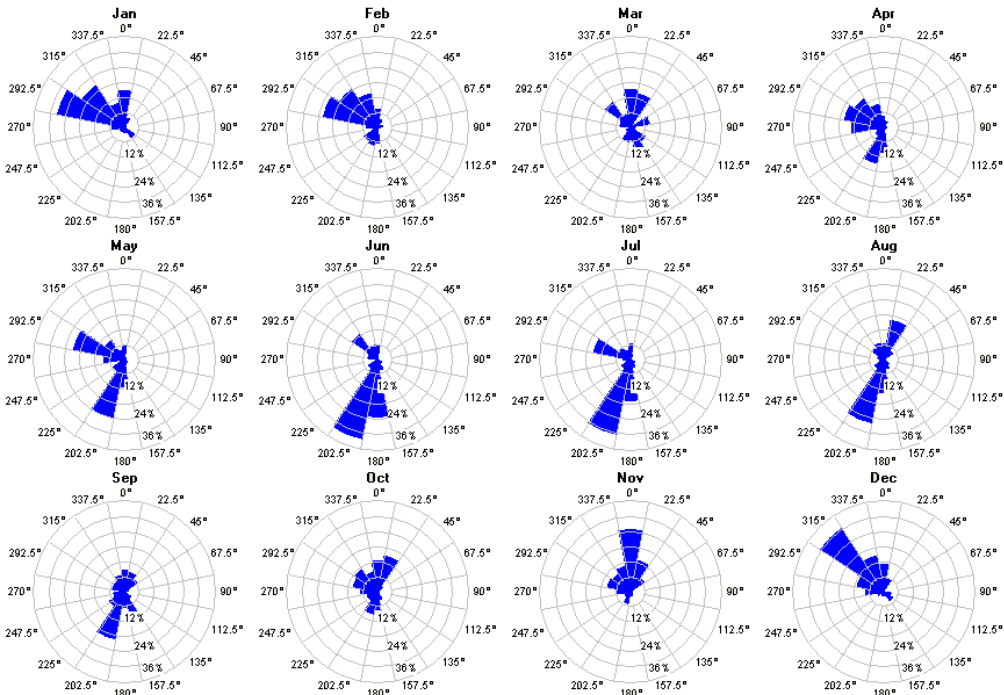 Jan Feb Mar Apr
0° 0° 0° 0°
337.5° 22.5° 337.5° 22.5° 337.5° 22.5° 337.5° 22.5°
315° 45° 315° 45° 315° 45° 315° 45°
292.5° 67.5° 292.5° 67.5° 292.5° 67.5° 292.5° 67.5°
270° 90° 270° 90° 270° 90° 270° 90°
12% 12% 12% 12%
247.5° 112.5° 247.5° 112.5° 247.5° 112.5° 247.5° 112.5°
24% 24% 24% 24%
225° 135° 225° 135° 225° 135° 225° 135°
36% 36% 36% 36%
202.5° 157.5° 202.5° 157.5° 202.5° 157.5° 202.5° 157.5°
180° 180° 180° 180°
May Jun Jul Aug
0° 0° 0° 0°
337.5° 22.5° 337.5° 22.5° 337.5° 22.5° 337.5° 22.5°
315° 45° 315° 45° 315° 45° 315° 45°
292.5° 67.5° 292.5° 67.5° 292.5° 67.5° 292.5° 67.5°
270° 90° 270° 90° 270° 90° 270° 90°
12% 12% 12% 12%
247.5° 112.5° 247.5° 112.5° 247.5° 112.5° 247.5° 112.5°
24% 24% 24% 24%
225° 135° 225° 135° 225° 135° 225° 135°
36% 36% 36% 36%
202.5° 157.5° 202.5° 157.5° 202.5° 157.5° 202.5° 157.5°
180° 180° 180° 180°
Sep Oct Nov Dec
0° 0° 0° 0°
337.5° 22.5° 337.5° 22.5° 337.5° 22.5° 337.5° 22.5°
315° 45° 315° 45° 315° 45° 315° 45°
292.5° 67.5° 292.5° 67.5° 292.5° 67.5° 292.5° 67.5°
270° 90° 270° 90° 270° 90° 270° 90°
12% 12% 12% 12%
247.5° 112.5° 247.5° 112.5° 247.5° 112.5° 247.5° 112.5°
24% 24% 24% 24%
225° 135° 225° 135° 225° 135° 225° 135°
36% 36% 36% 36%
202.5° 157.5° 202.5° 157.5° 202.5° 157.5° 202.5° 157.5°
180° 180° 180° 180°